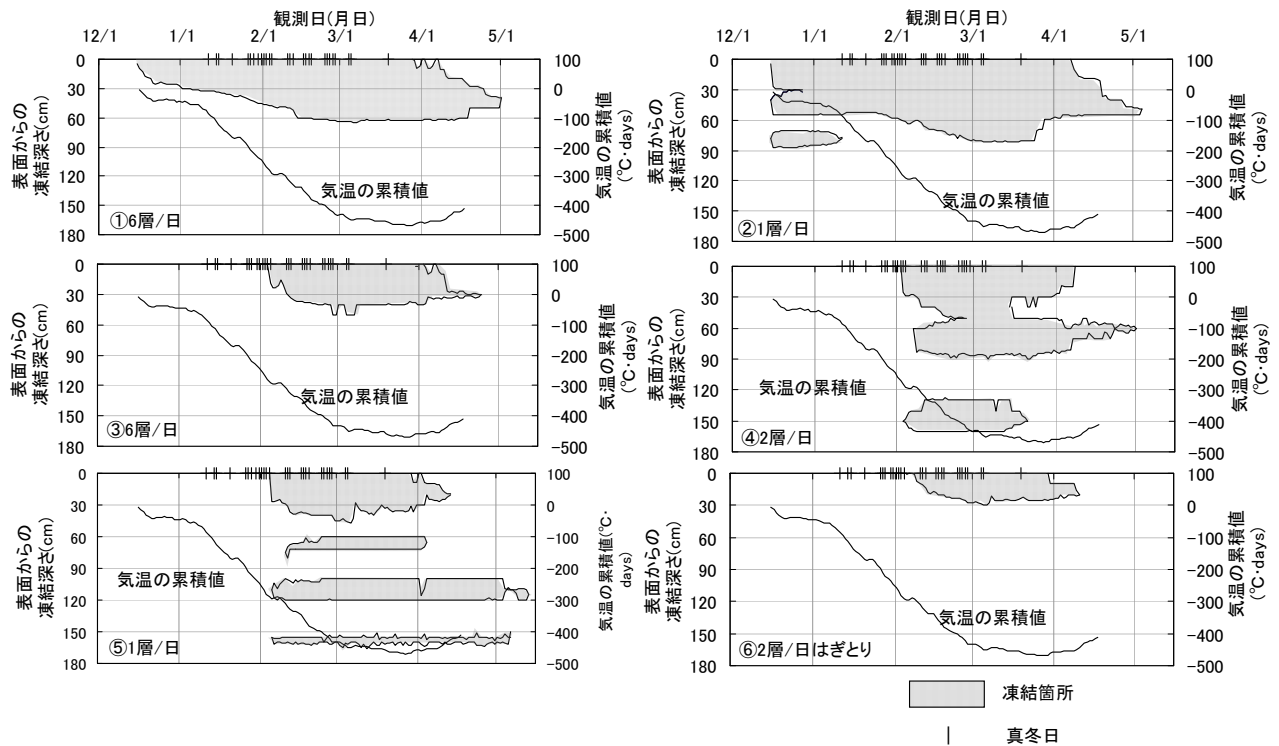 観測日(月日)
12/1 1/1 2/1 3/1 4/1 5/1
表面からの
凍結深さ(cm)
0
30
60
90
120
150
180
気温の累積値
①6層/日
100
0
-100
-200
-300
-400
-500
気温の累積値
(℃·days)
観測日(月日)
12/1 1/1 2/1 3/1 4/1 5/1
表面からの
凍結深さ(cm)
0
30
60
90
120
150
180
気温の累積値
②1層/日
100
0
-100
-200
-300
-400
-500
気温の累積値
(℃·days)
表面からの
凍結深さ(cm)
0
30
60
90
120
150
180
気温の累積値
③6層/日
100
0
-100
-200
-300
-400
-500
気温の累積値
(℃·days)
表面からの
凍結深さ(cm)
0
30
60
90
120
150
180
気温の累積値
④2層/日
100
0
-100
-200
-300
-400
-500
気温の累積値
(℃·days)
表面からの
凍結深さ(cm)
0
30
60
90
120
150
180
気温の累積値
⑤1層/日
100
0
-100
-200
-300
-400
-500
気温の累積値(℃·
days)
表面からの
凍結深さ(cm)
0
30
60
90
120
150
180
気温の累積値
⑥2層/日はぎとり
100
0
-100
-200
-300
-400
-500
気温の累積値
(℃·days)
凍結箇所
真冬日